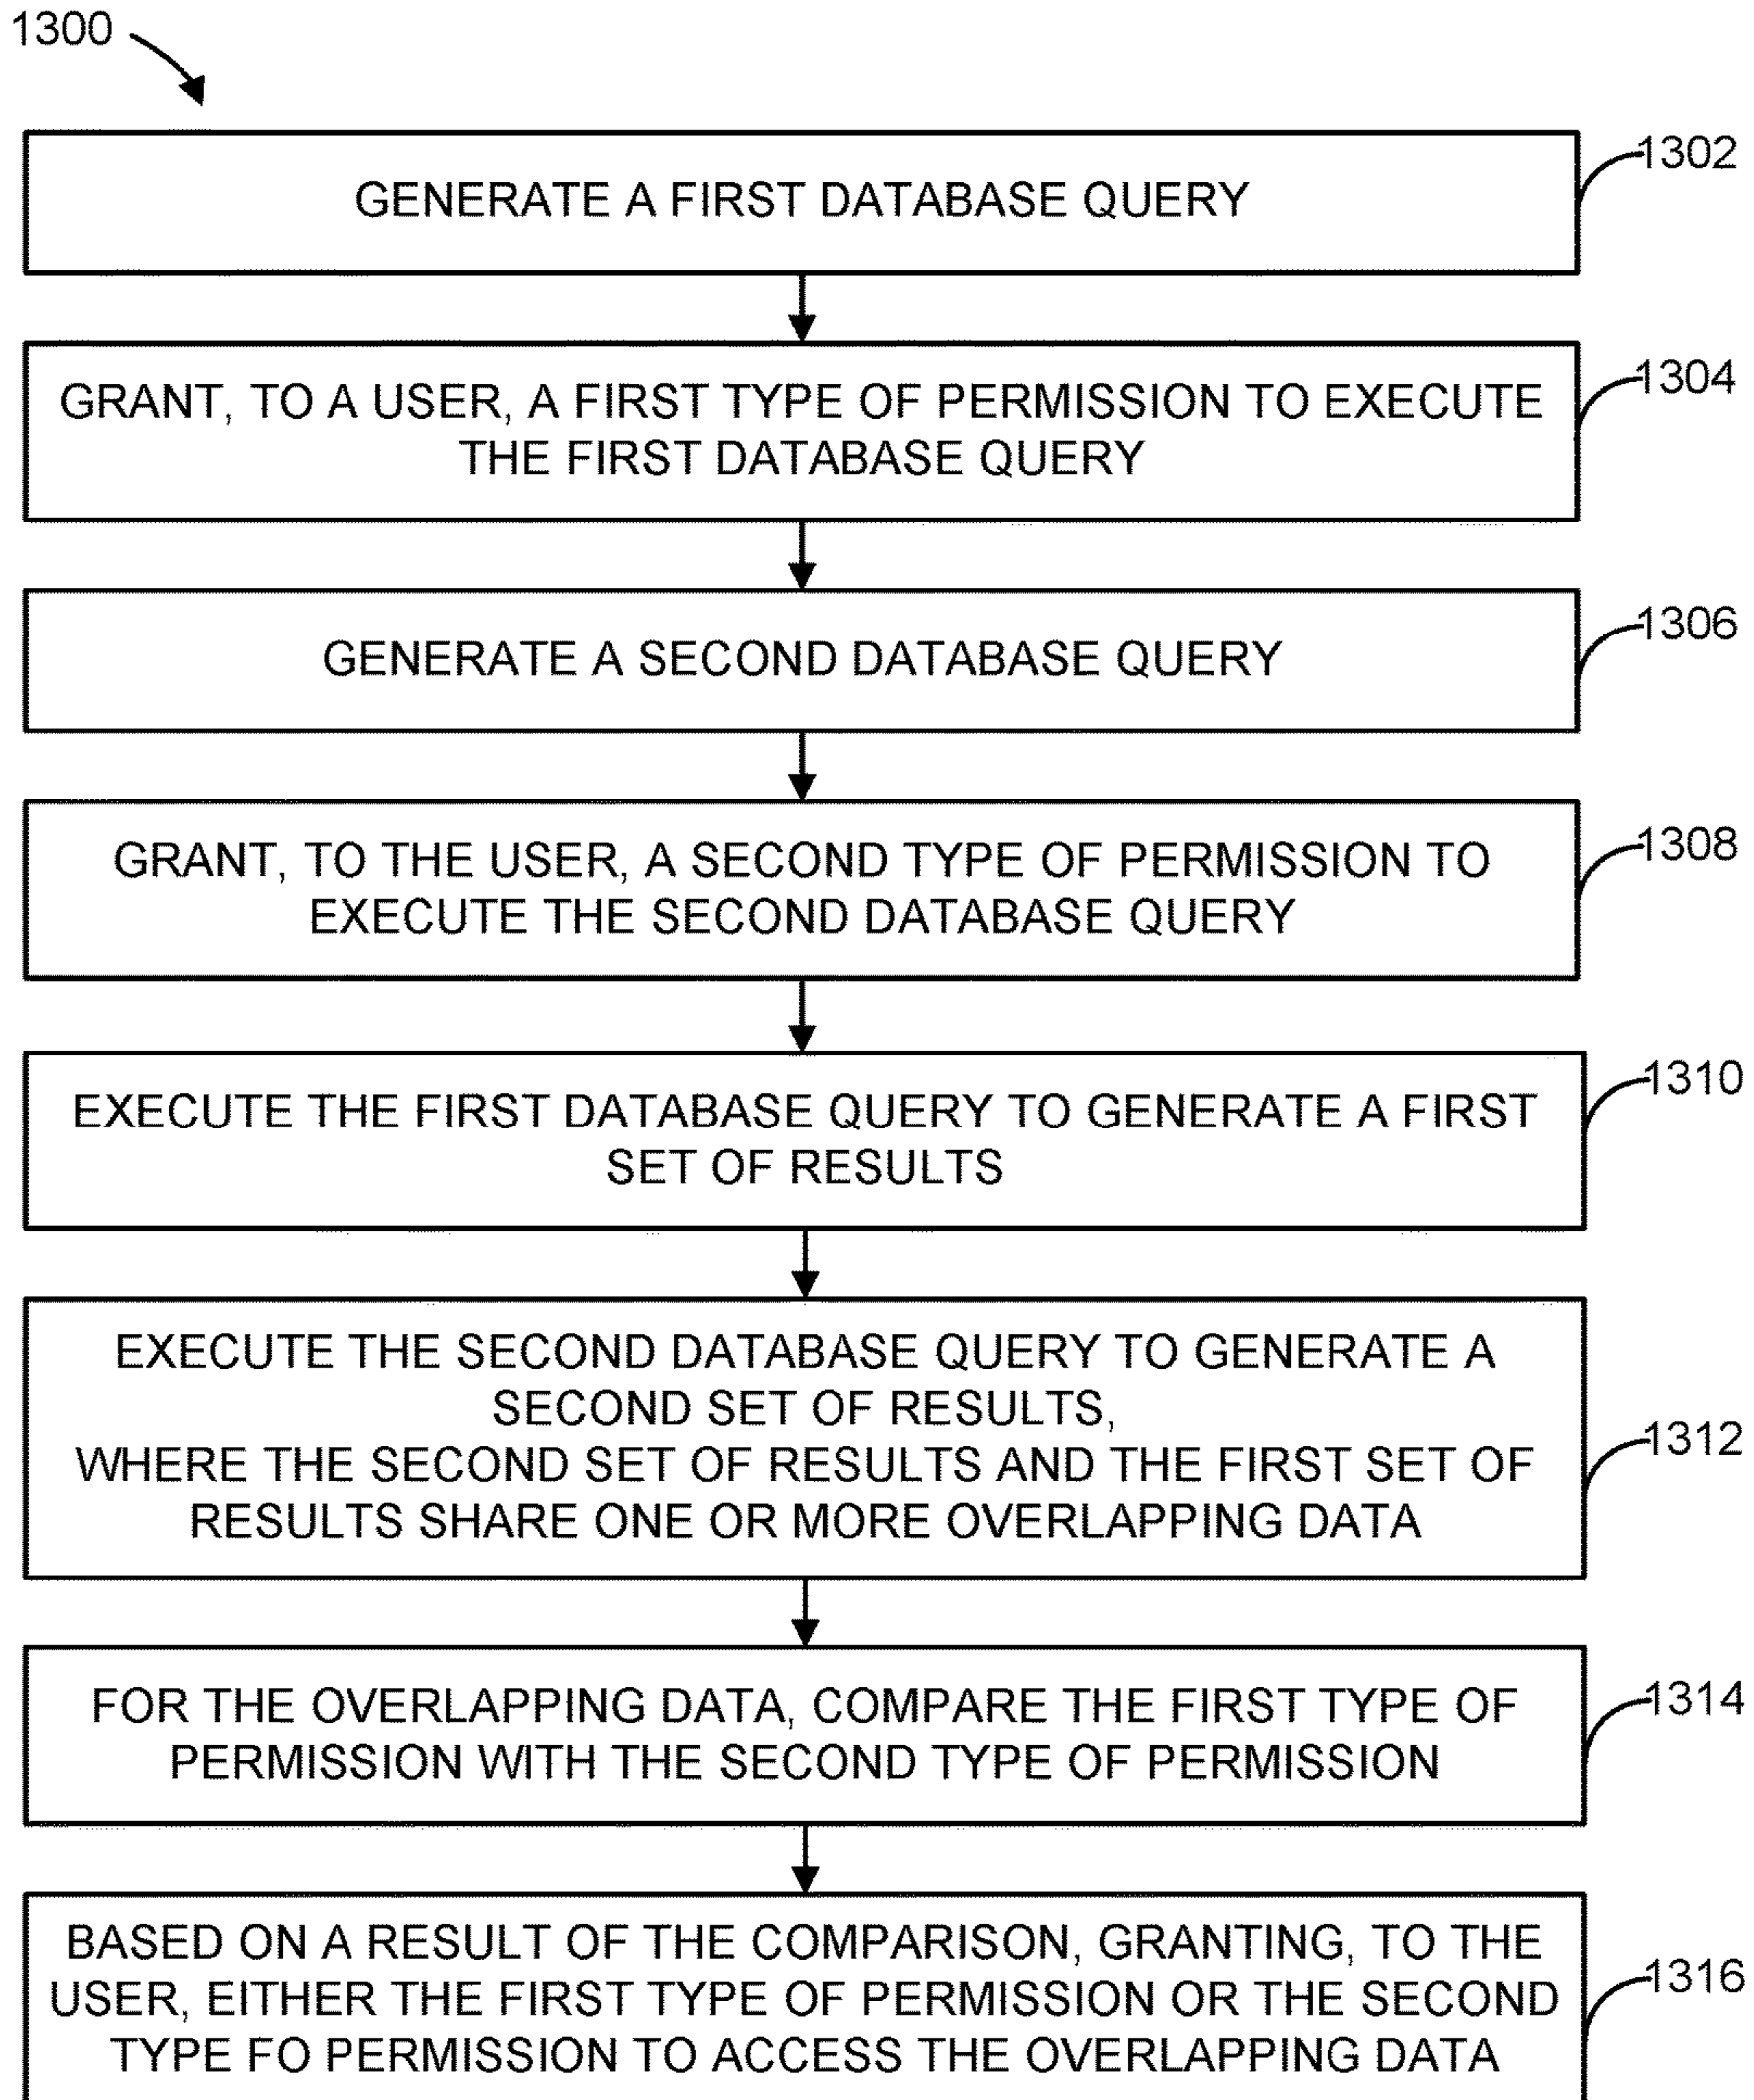 1300
GENERATE A FIRST DATABASE QUERY
1302
GRANT, TO A USER, A FIRST TYPE OF PERMISSION TO EXECUTE
THE FIRST DATABASE QUERY
1304
GENERATE A SECOND DATABASE QUERY
1306
GRANT, TO THE USER, A SECOND TYPE OF PERMISSION TO
EXECUTE THE SECOND DATABASE QUERY
1308
EXECUTE THE FIRST DATABASE QUERY TO GENERATE A FIRST
SET OF RESULTS
1310
EXECUTE THE SECOND DATABASE QUERY TO GENERATE A
SECOND SET OF RESULTS,
WHERE THE SECOND SET OF RESULTS AND THE FIRST SET OF
RESULTS SHARE ONE OR MORE OVERLAPPING DATA
1312
FOR THE OVERLAPPING DATA, COMPARE THE FIRST TYPE OF
PERMISSION WITH THE SECOND TYPE OF PERMISSION
1314
BASED ON A RESULT OF THE COMPARISON, GRANTING, TO THE
USER, EITHER THE FIRST TYPE OF PERMISSION OR THE SECOND
TYPE FO PERMISSION TO ACCESS THE OVERLAPPING DATA
1316